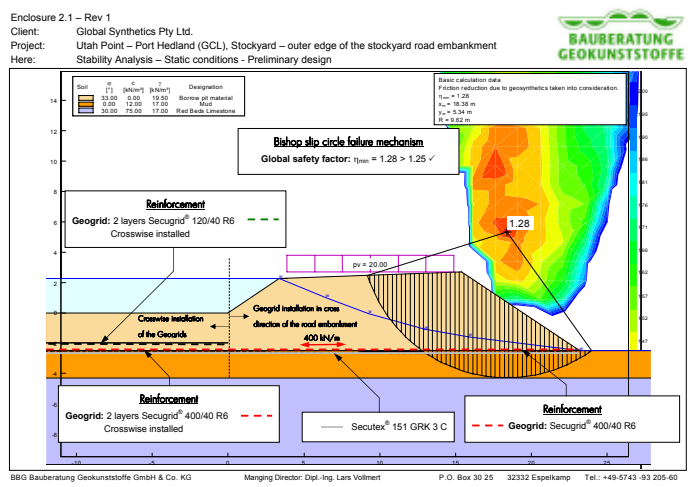 Enclosure 2.1 – Rev 1
Client: Global Synthetics Pty Ltd.
Project: Utah Point – Port Hedland (GCL), Stockyard – outer edge of the stockyard road embankment
Here: Stability Analysis – Static conditions - Preliminary design
BAUBERATUNG
GEOKUNSTSTOFFE
Soil φ c γ Designation
[°] [kN/m²] [kN/m³]
33.00 0.00 19.50 Borrow pit material
0.00 12.00 17.00 Mud
30.00 75.00 17.00 Red Beds Limestone
Basic calculation data
Friction reduction due to geosynthetics taken into consideration.
ηmin = 1.28
xm = 18.38 m
ym = 5.34 m
R = 9.62 m
Bishop slip circle failure mechanism
Global safety factor: ηmin = 1.28 > 1.25 ✓
Reinforcement
Geogrid: 2 layers Secugrid® 120/40 R6
Crosswise installed
1.28
pv = 20.00
Crosswise installation
of the Geogrids
Geogrid installation in cross
direction of the road embankment
400 kN/m
Reinforcement
Geogrid: 2 layers Secugrid® 400/40 R6
Crosswise installed
Secutex® 151 GRK 3 C
Reinforcement
Geogrid: Secugrid® 400/40 R6
14
12
10
8
6
4
2
0
-4
-6
-8
-10
-5
0
5
10
15
20
25
BBG Bauberatung Geokunststoffe GmbH & Co. KG Manging Director: Dipl.-Ing. Lars Vollmert P.O. Box 30 25 32332 Espelkamp Tel.: +49-5743 -93 205-60